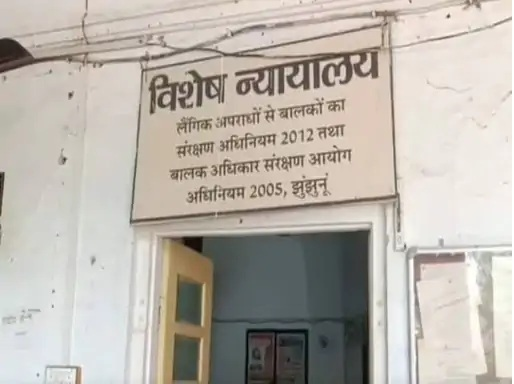 विशेष न्यायालय
लैंगिक अपराधों से बालकों का
संरक्षण अधिनियम 2012 तथा
बालक अधिकार संरक्षण आयोग
अधिनियम 2005, झुंझुनूं